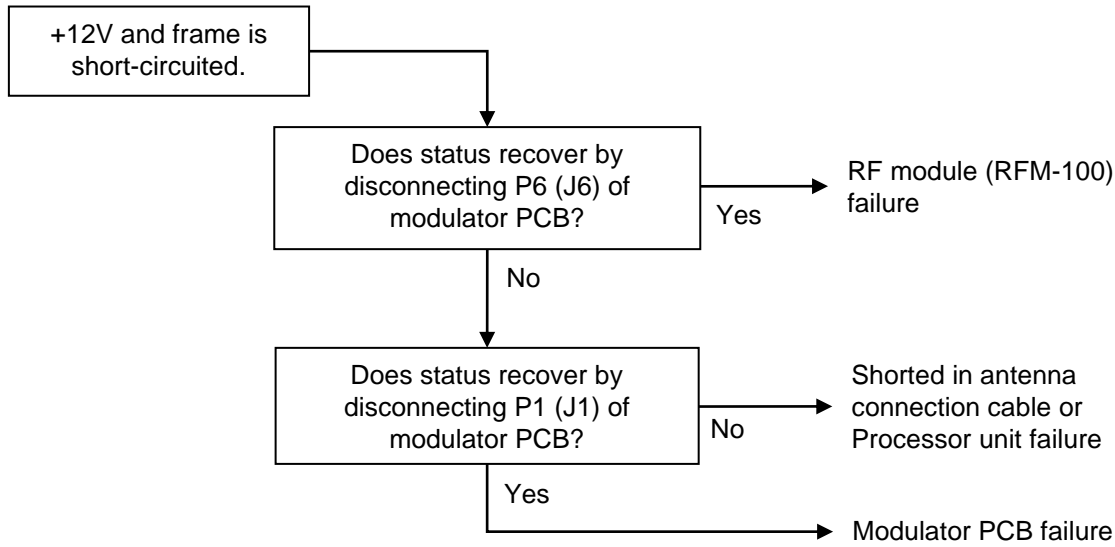 +12V and frame is
short-circuited.
Does status recover by
disconnecting P6 (J6) of
modulator PCB?
Yes
RF module (RFM-100)
failure
No
Does status recover by
disconnecting P1 (J1) of
modulator PCB?
No
Shorted in antenna
connection cable or
Processor unit failure
Yes
Modulator PCB failure